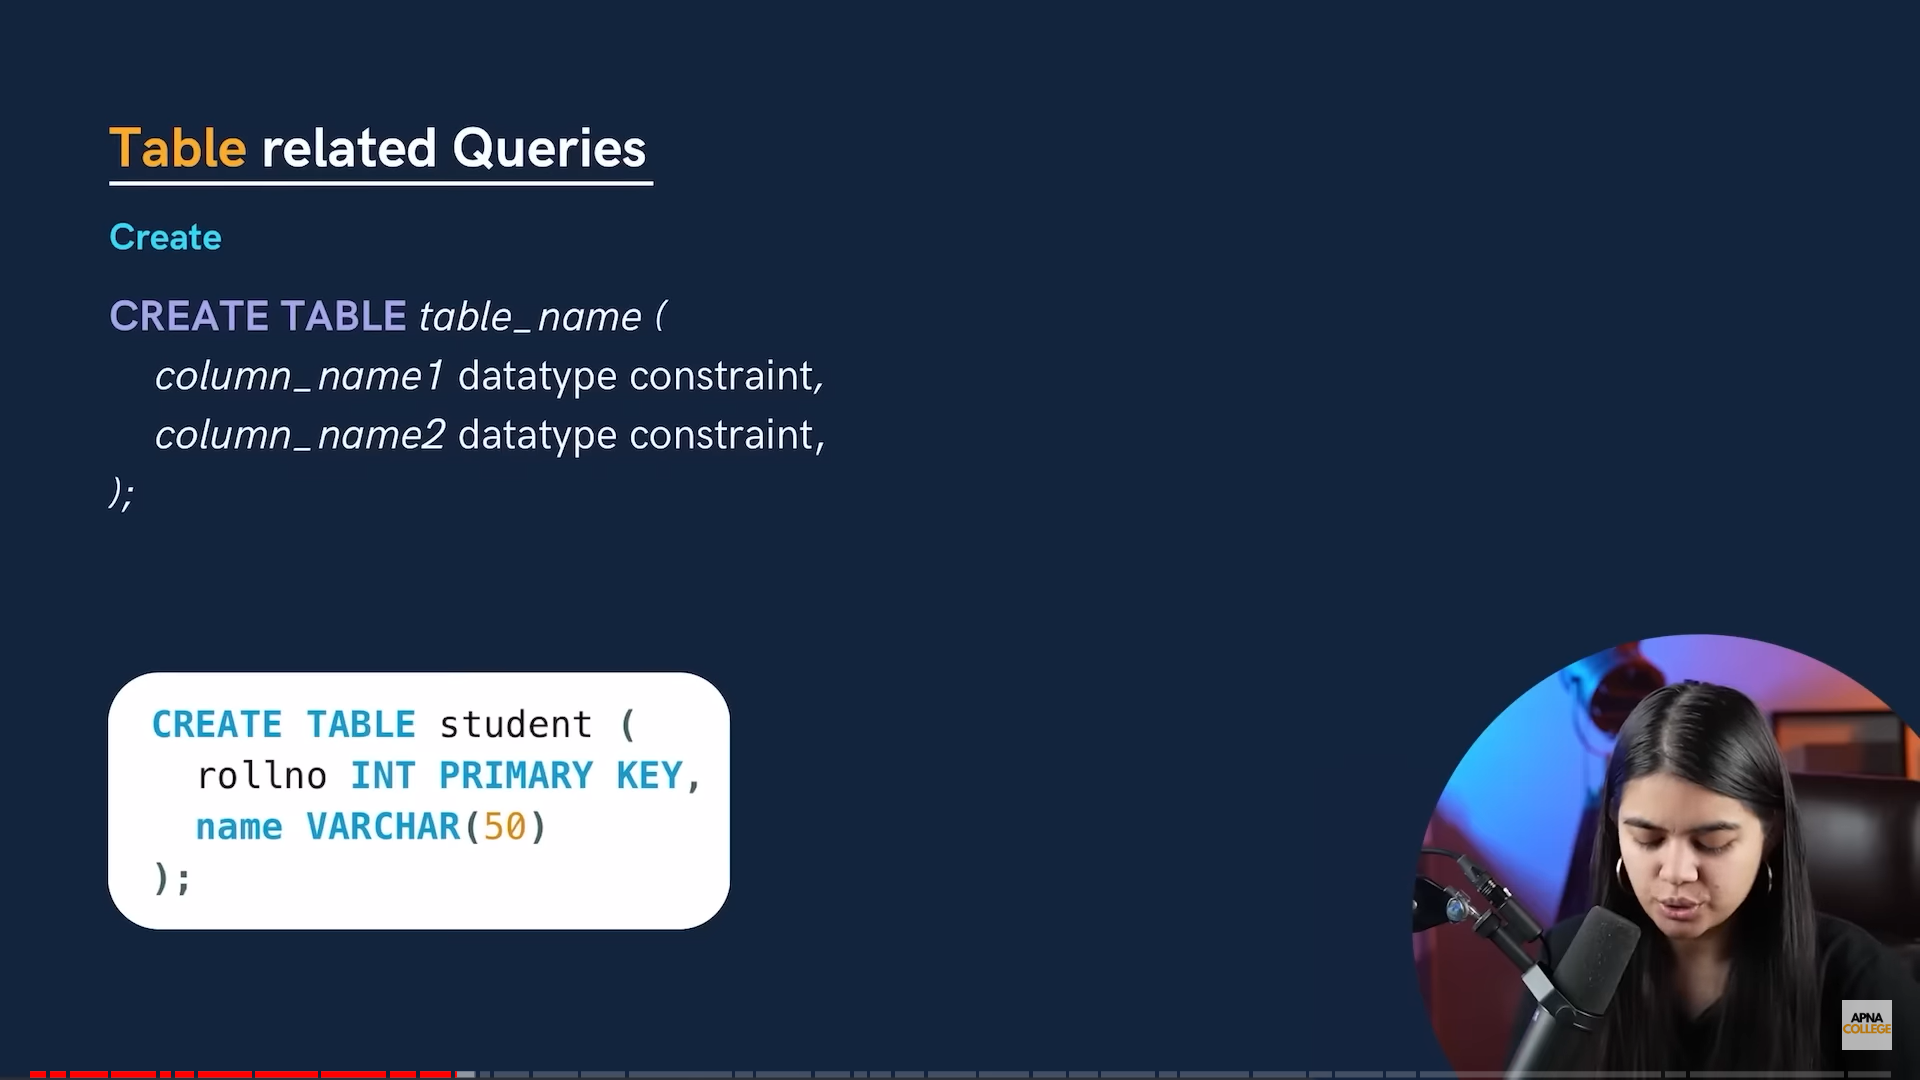 Table related Queries
Create
CREATE TABLE table_name (
column_name1 datatype constraint,
column_name2 datatype constraint,
);
CREATE TABLE student (
rollno INT PRIMARY KEY,
name VARCHAR(50)
);
APNA
COLLEGE